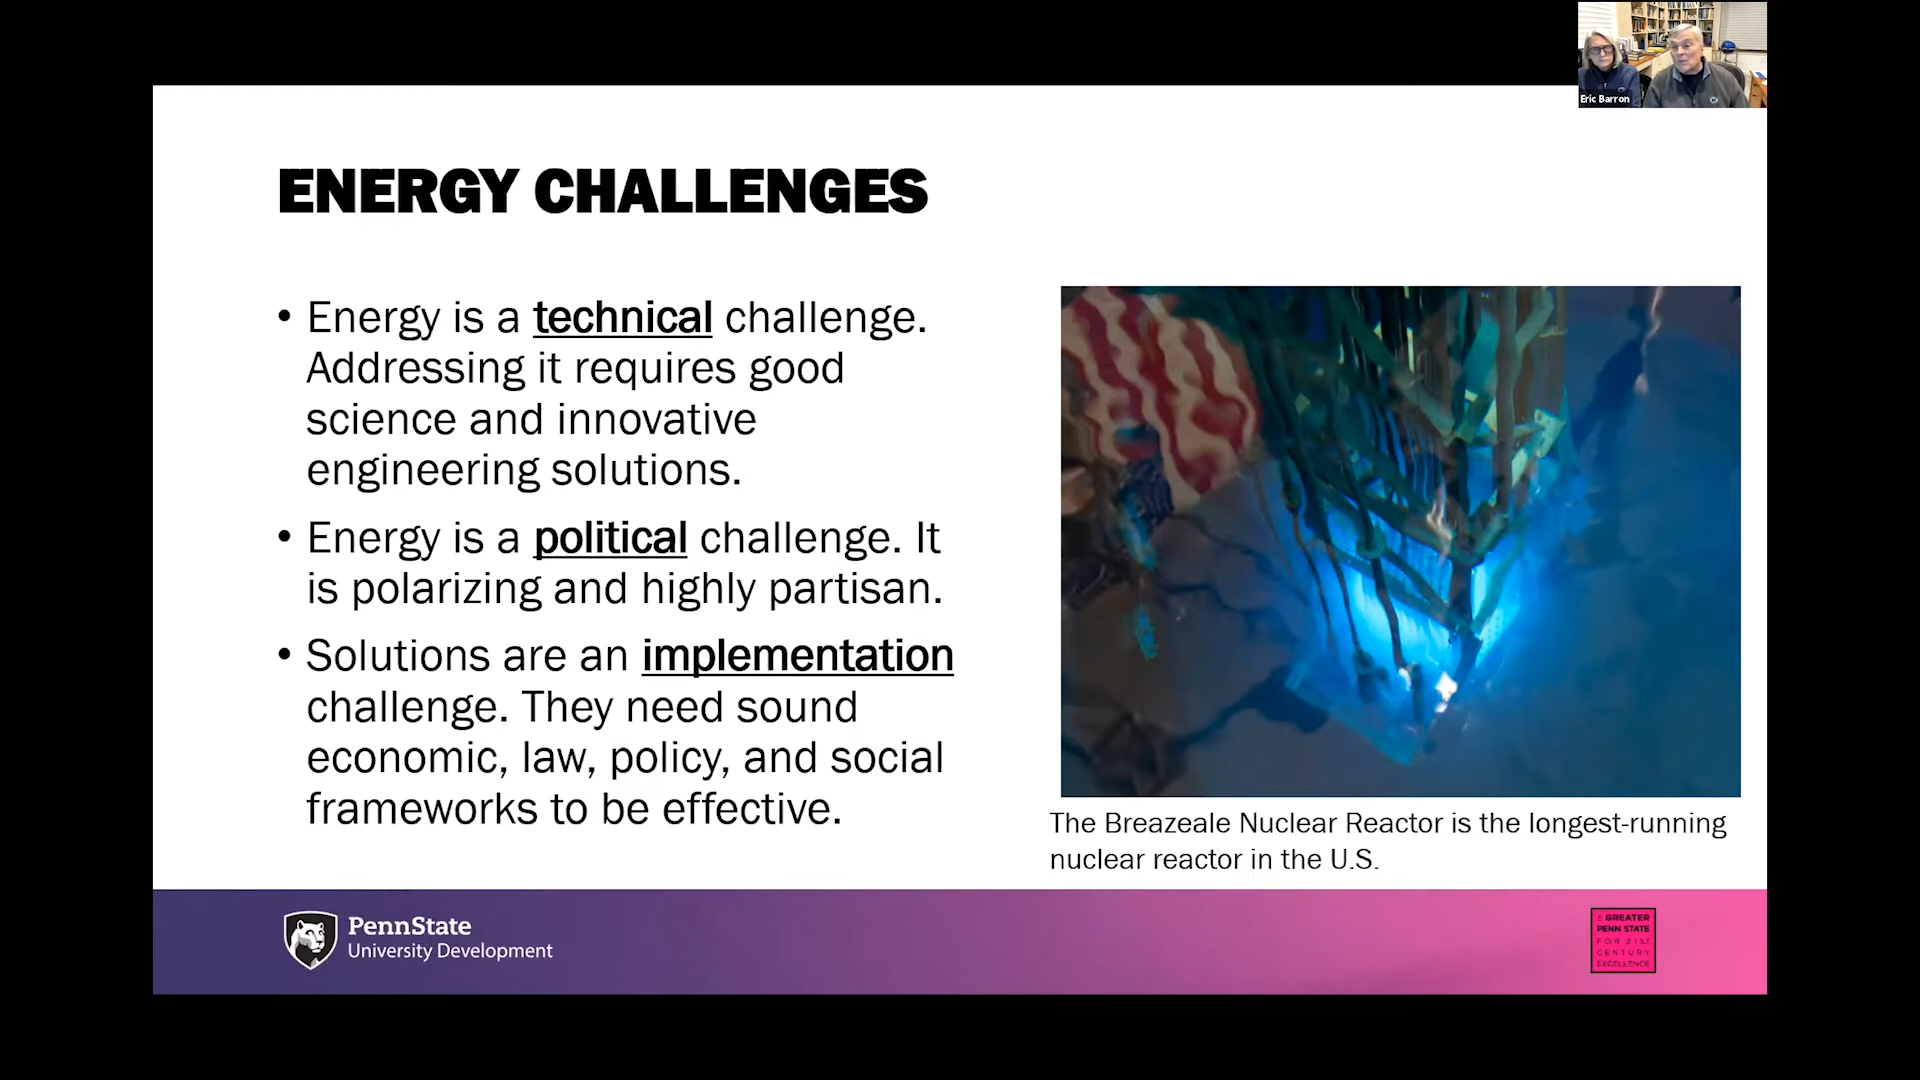 Eric Barron
ENERGY CHALLENGES
• Energy is a technical challenge.
Addressing it requires good
science and innovative
engineering solutions.
• Energy is a political challenge. It
is polarizing and highly partisan.
• Solutions are an implementation
challenge. They need sound
economic, law, policy, and social
frameworks to be effective.
The Breazeale Nuclear Reactor is the longest-running
nuclear reactor in the U.S.
PennState
University Development
A GREATER
PENN STATE
FOR 21ST
CENTURY
EXCELLENCE